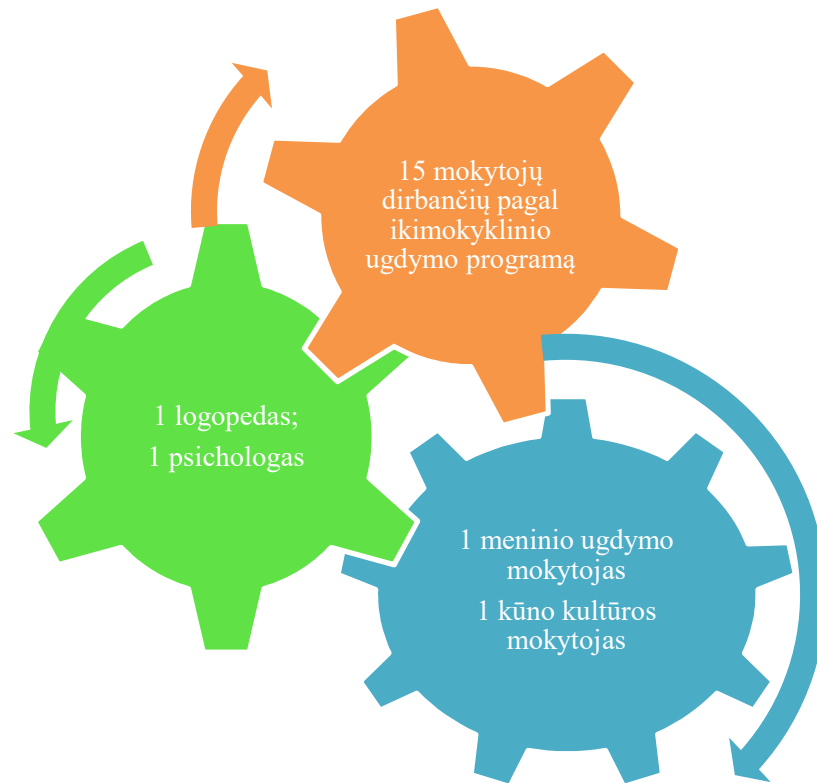 15 mokytojų
dirbančių pagal
ikimokyklinio
ugdymo programą
1 logopedas;
1 psichologas
1 meninio ugdymo
mokytojas
1 kūno kultūros
mokytojas